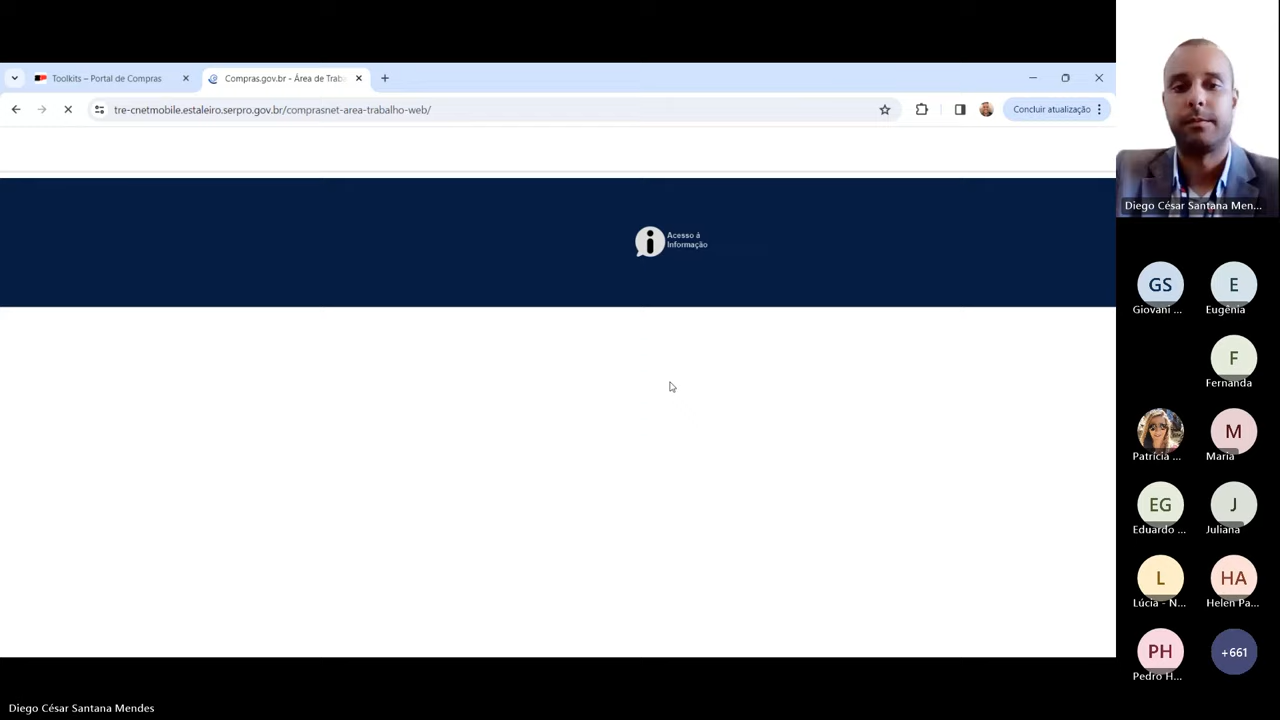 Toolkits – Portal de Compras
Compras.gov.br - Área de Trab
tre-cnetmobile.estaleiro.serpro.gov.br/comprasnet-area-trabalho-web/
Concluir atualização
Acesso à
Informação
Diego César Santana Men...
GS
Giovani ...
E
Eugênia
F
Fernanda
Patrícia ...
M
Maria
EG
Eduardo ...
J
Juliana
L
Lúcia - N...
HA
Helen Pa...
PH
Pedro H...
+661
Diego César Santana Mendes